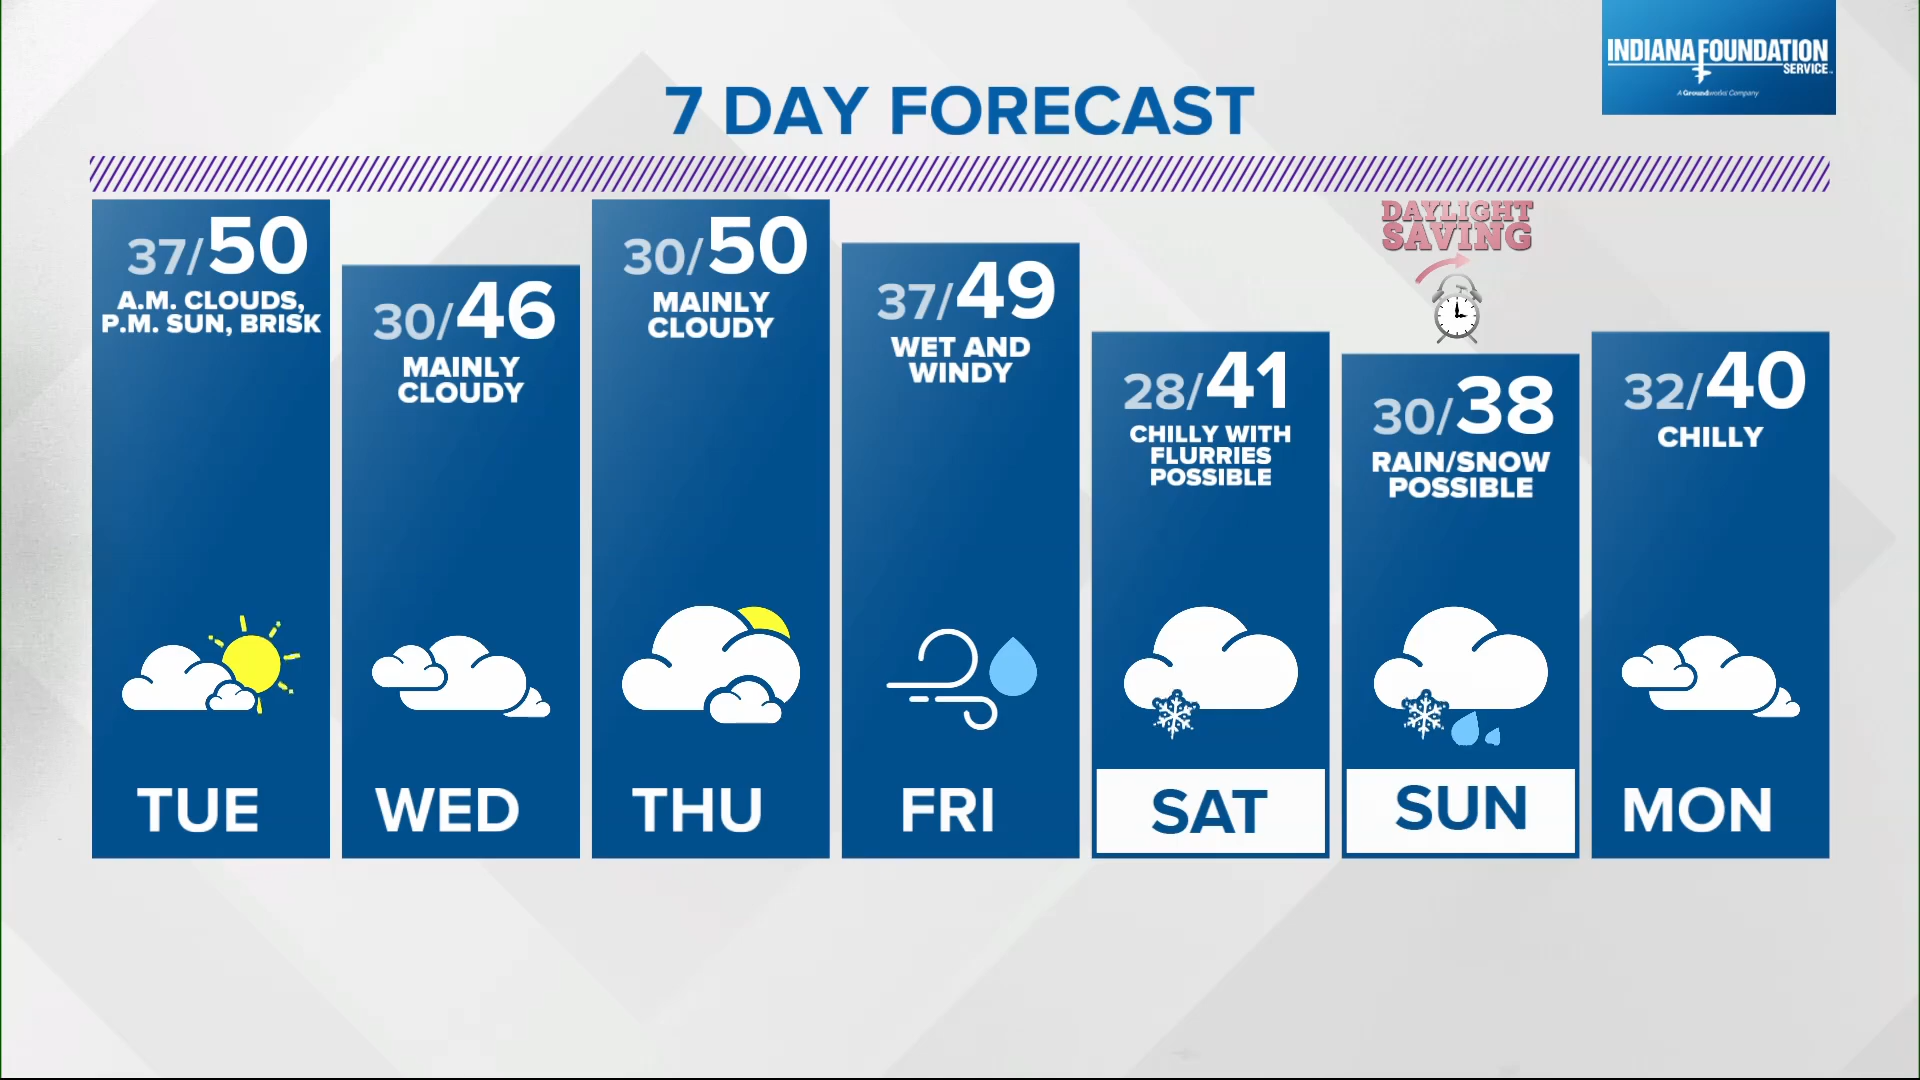 INDIANA FOUNDATION
SERVICE
A Groundworks Company
7 DAY FORECAST
37/50
A.M. CLOUDS,
P.M. SUN, BRISK
TUE
30/46
MAINLY
CLOUDY
WED
30/50
MAINLY
CLOUDY
THU
37/49
WET AND
WINDY
FRI
28/41
CHILLY WITH
FLURRIES
POSSIBLE
SAT
DAYLIGHT
SAVING
30/38
RAIN/SNOW
POSSIBLE
SUN
32/40
CHILLY
MON